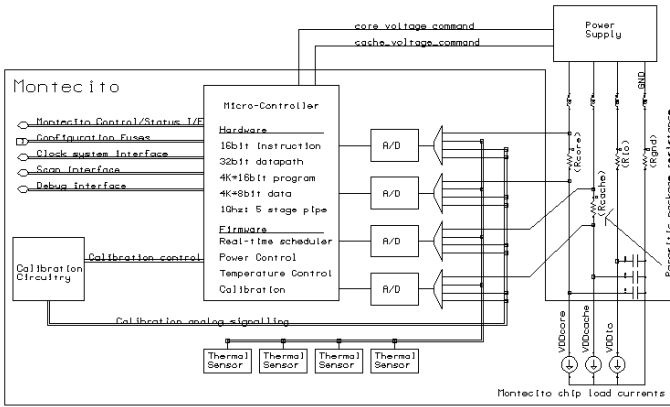 core voltage command
cache_voltage_command
Power
Supply
GND
Montecito
Micro-Controller
Hardware
16bit Instruction
32bit datapath
4K*16bit program
4K*8bit data
1Ghz: 5 stage pipe
Firmware
Real-time scheduler
Power Control
Temperature Control
Calibration
Montecito Control/Status I/F
Configuration Fuses
Clock system interface
Scan Interface
Debug interface
A/D
A/D
A/D
A/D
(Rcore)
(Rcache)
(Rio)
(Rgnd)
Parasitic package resistance
Calibration
Circuitry
Calibration control
Calibration analog signalling
Thermal
Sensor
Thermal
Sensor
Thermal
Sensor
Thermal
Sensor
VDDcore
VDDcache
VDDio
Montecito chip load currents